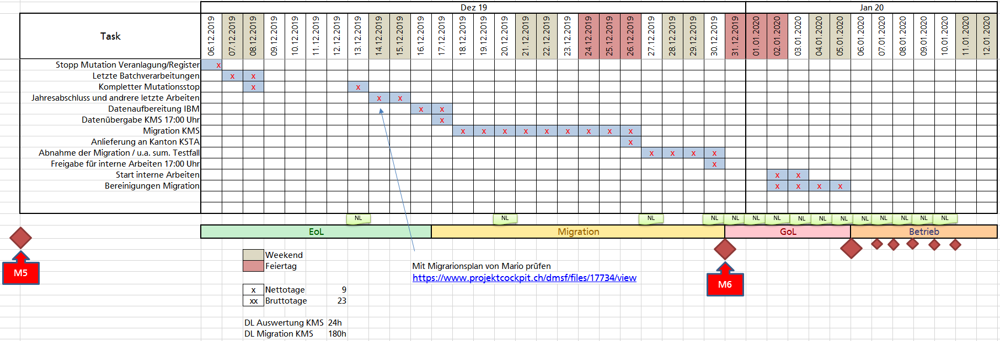 Dez 19 Jan 20
Task 06.12.2019 07.12.2019 08.12.2019 09.12.2019 10.12.2019 11.12.2019 12.12.2019 13.12.2019 14.12.2019 15.12.2019 16.12.2019 17.12.2019 18.12.2019 19.12.2019 20.12.2019 21.12.2019 22.12.2019 23.12.2019 24.12.2019 25.12.2019 26.12.2019 27.12.2019 28.12.2019 29.12.2019 30.12.2019 31.12.2019 01.01.2020 02.01.2020 03.01.2020 04.01.2020 05.01.2020 06.01.2020 07.01.2020 08.01.2020 09.01.2020 10.01.2020 11.01.2020 12.01.2020
Stopp Mutation Veranlagung/Register x
Letzte Batchverarbeitungen x x
Kompletter Mutationsstop x x
Jahresabschluss und andrere letzte Arbeiten x x
Datenaufbereitung IBM x x
Datenübergabe KMS 17:00 Uhr x
Migration KMS x x x x x x x x x
Anlieferung an Kanton KSTA x
Abnahme der Migration / u.a. sum. Testfall x x x x
Freigabe für interne Arbeiten 17:00 Uhr x
Start interne Arbeiten x x
Bereinigungen Migration x x x x
NL NL NL NL NL NL NL NL NL NL NL NL NL NL NL
EoL Migration GoL Betrieb
M5
M6
Weekend
Feiertag
Mit Migrarionsplan von Mario prüfen
https://www.projektcockpit.ch/dmsf/files/17734/view
x Nettotage 9
xx Bruttotage 23
DL Auswertung KMS 24h
DL Migration KMS 180h